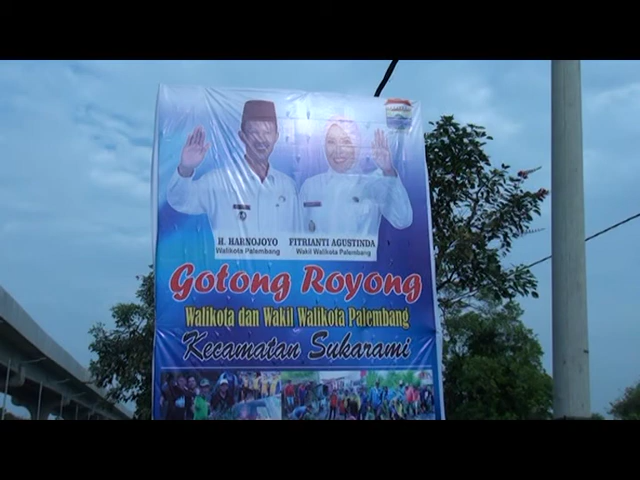 H. HARNOJOYO
Walikota Palembang
FITRIANTI AGUSTINDA
Wakil Walikota Palembang
Gotong Royong
Walikota dan Wakil Walikota Palembang
Kecamatan Sukarami